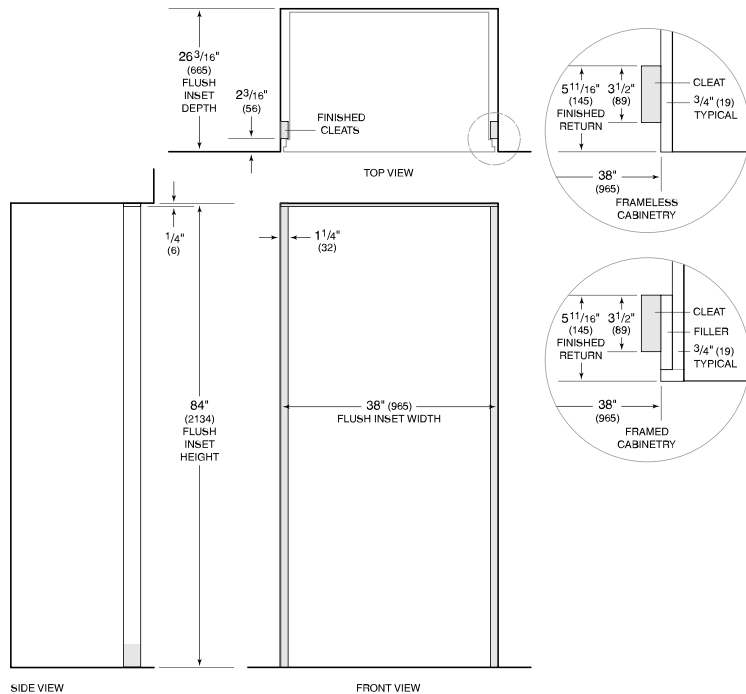 26 3/16"
(665)
FLUSH
INSET
DEPTH
2 3/16"
(56)
FINISHED
CLEATS
TOP VIEW
5 11/16"
(145)
FINISHED
RETURN
3 1/2"
(89)
CLEAT
3/4" (19)
TYPICAL
38"
(965)
FRAMELESS
CABINETRY
1/4"
(6)
1 1/4"
(32)
5 11/16"
(145)
FINISHED
RETURN
3 1/2"
(89)
CLEAT
FILLER
3/4" (19)
TYPICAL
38"
(965)
FRAMED
CABINETRY
84"
(2134)
FLUSH
INSET
HEIGHT
38" (965)
FLUSH INSET WIDTH
SIDE VIEW
FRONT VIEW